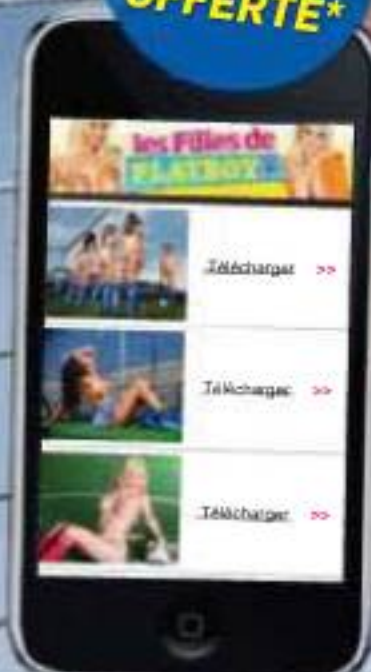 OFFERTE*
les Filles de
PLAYBOY
Télécharger >>
Télécharger >>
Télécharger >>